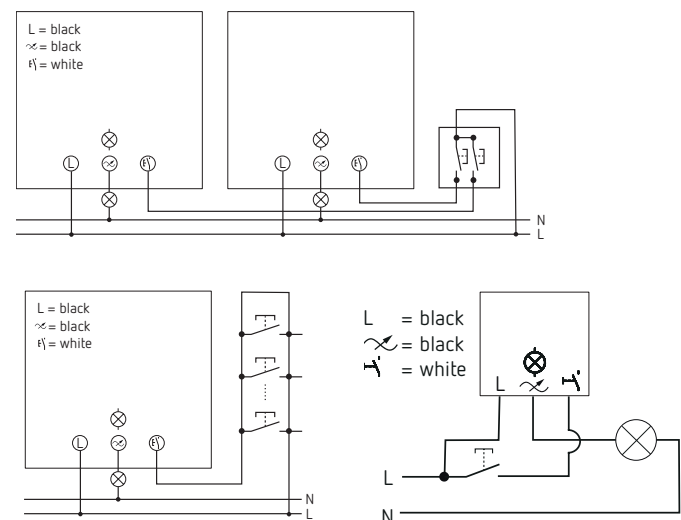 L = black
= black
= white
L
N
L
L = black
= black
= white
L
N
L
L = black
= black
= white
L
L
N
L